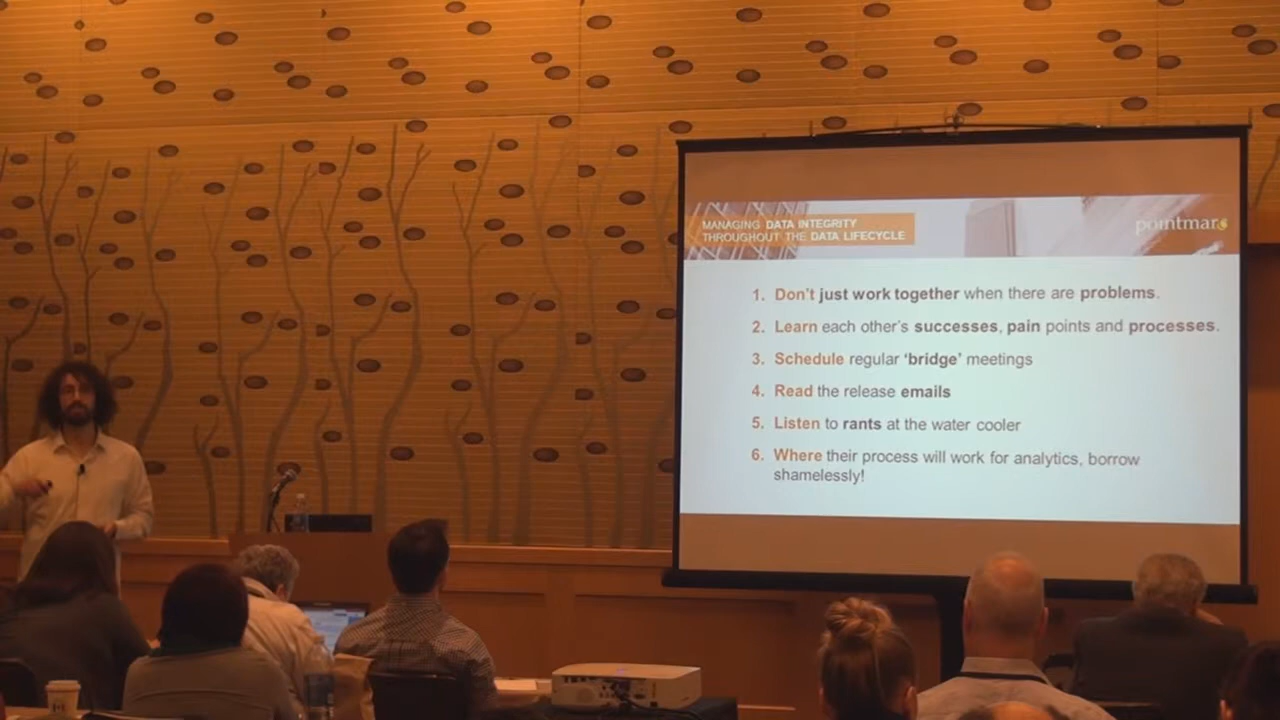 MANAGING DATA INTEGRITY
THROUGHOUT THE DATA LIFECYCLE
pointmarc
1. Don't just work together when there are problems.
2. Learn each other's successes, pain points and processes.
3. Schedule regular 'bridge' meetings
4. Read the release emails
5. Listen to rants at the water cooler
6. Where their process will work for analytics, borrow
shamelessly!